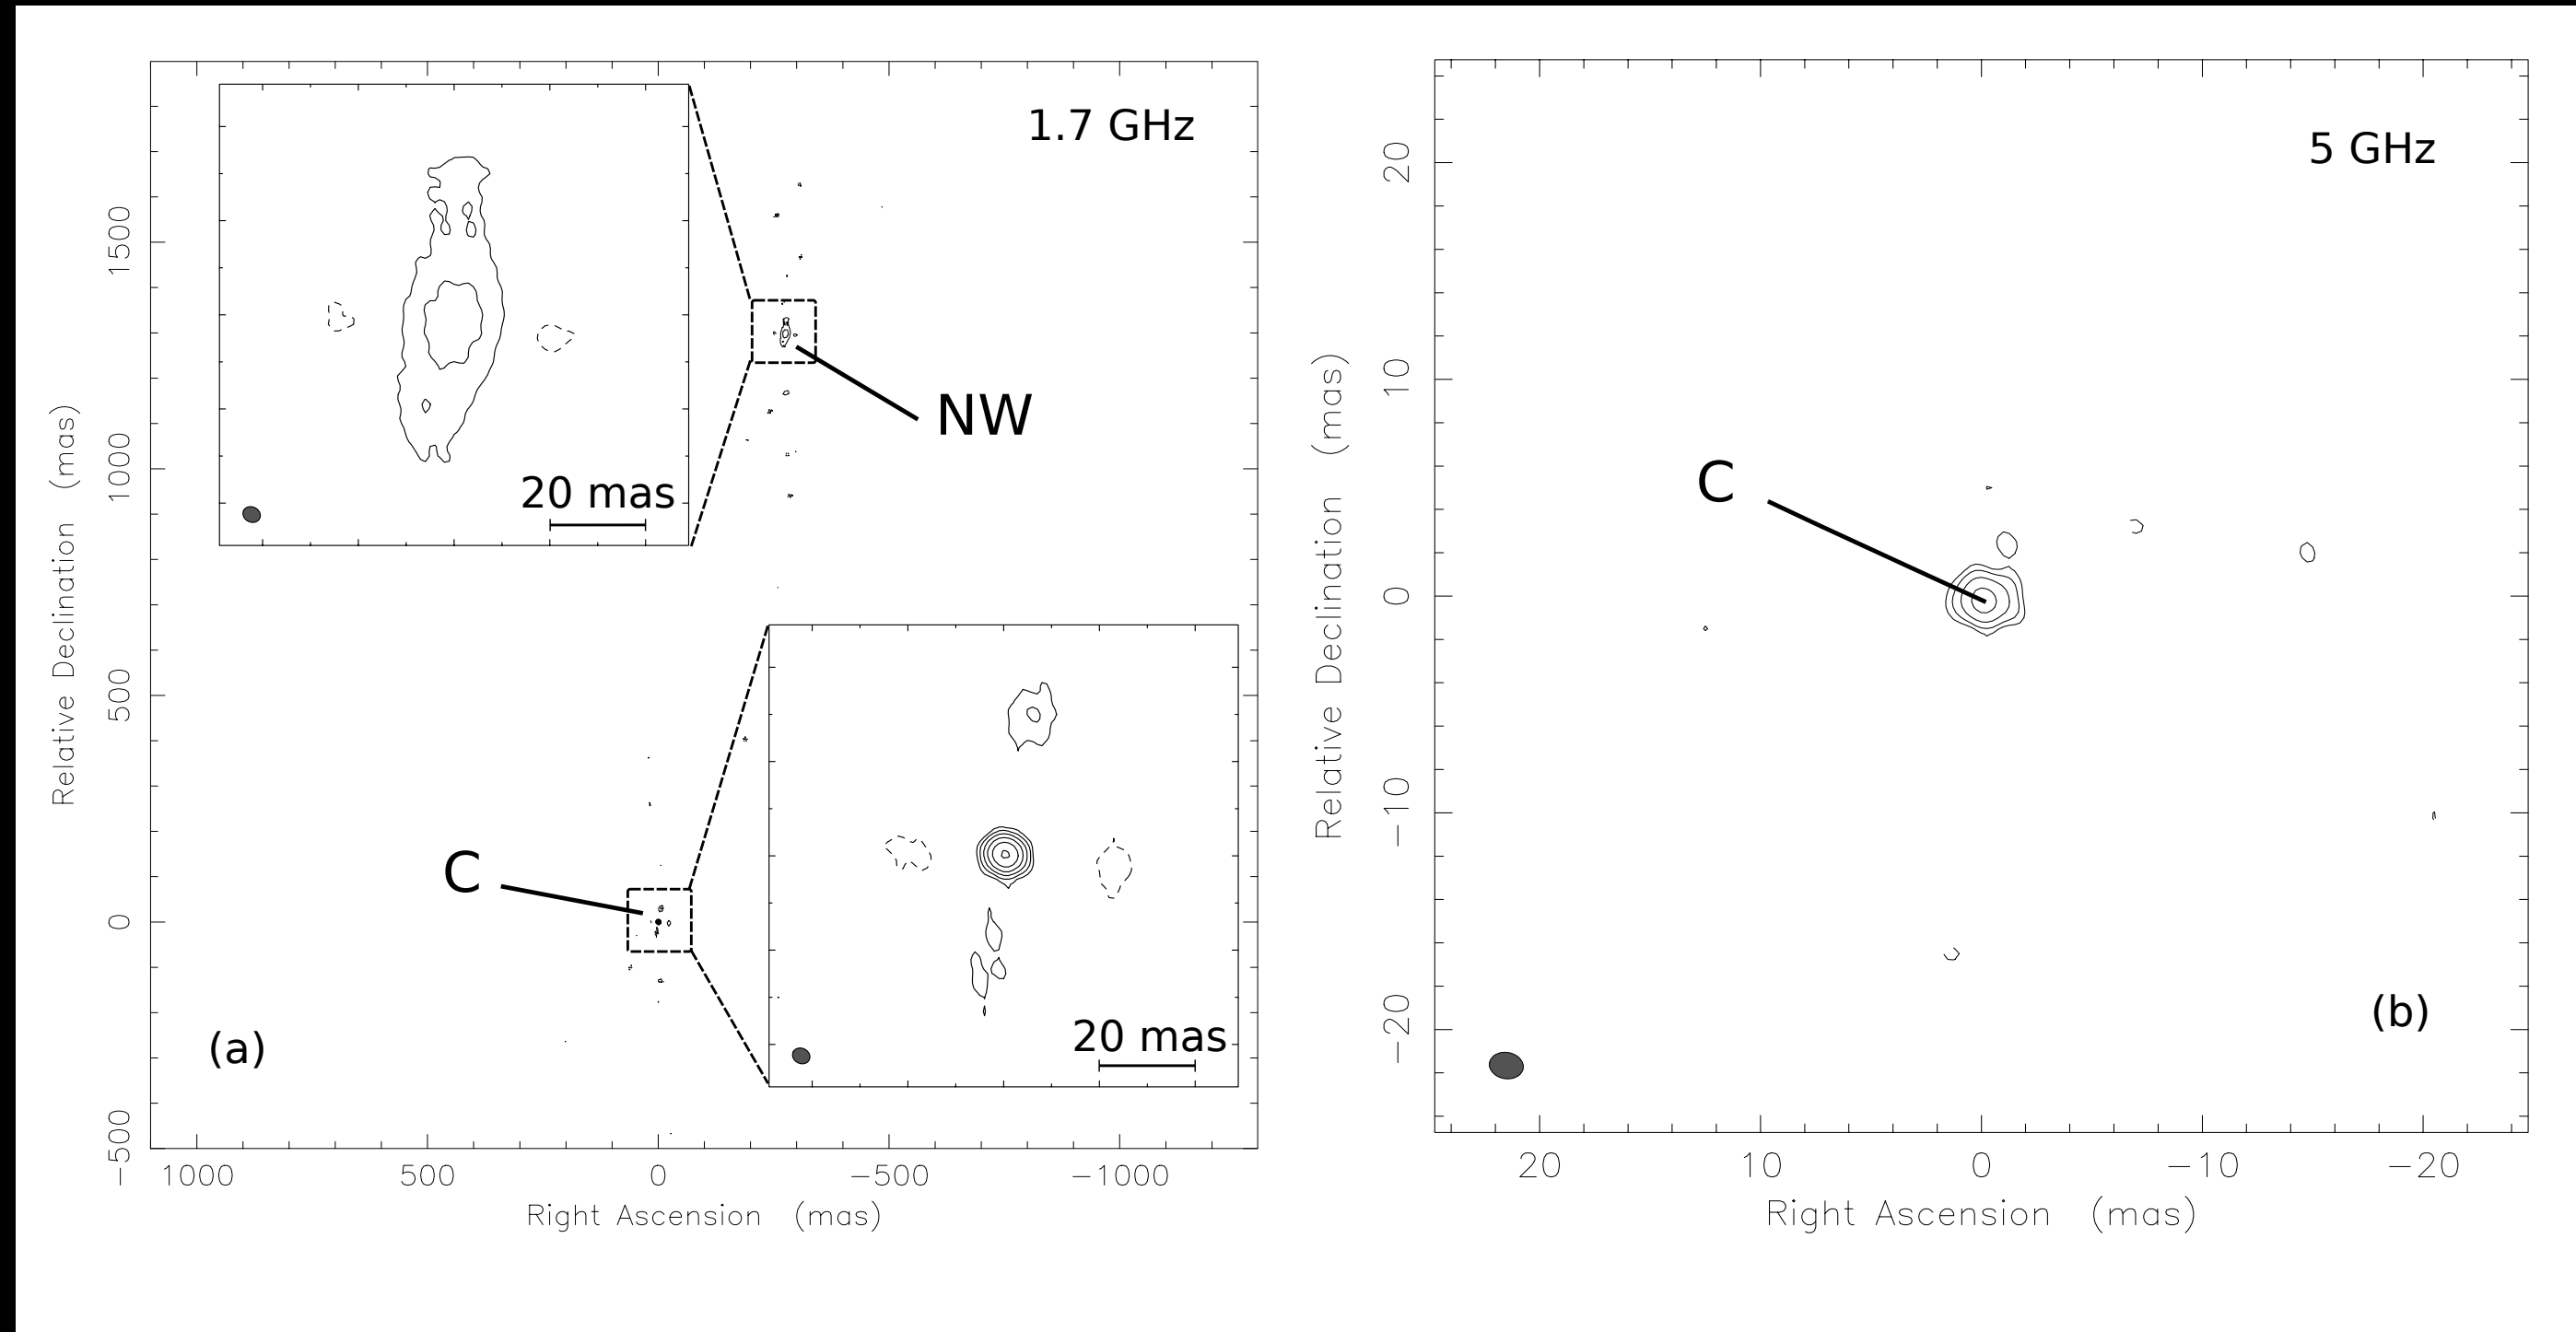 1.7 GHz
20 mas
NW
C
20 mas
(a)
Relative Declination (mas)
1500
1000
500
0
−500
1000 500 0 −500 −1000
Right Ascension (mas)
5 GHz
C
(b)
Relative Declination (mas)
20
10
0
−10
−20
20 10 0 −10 −20
Right Ascension (mas)